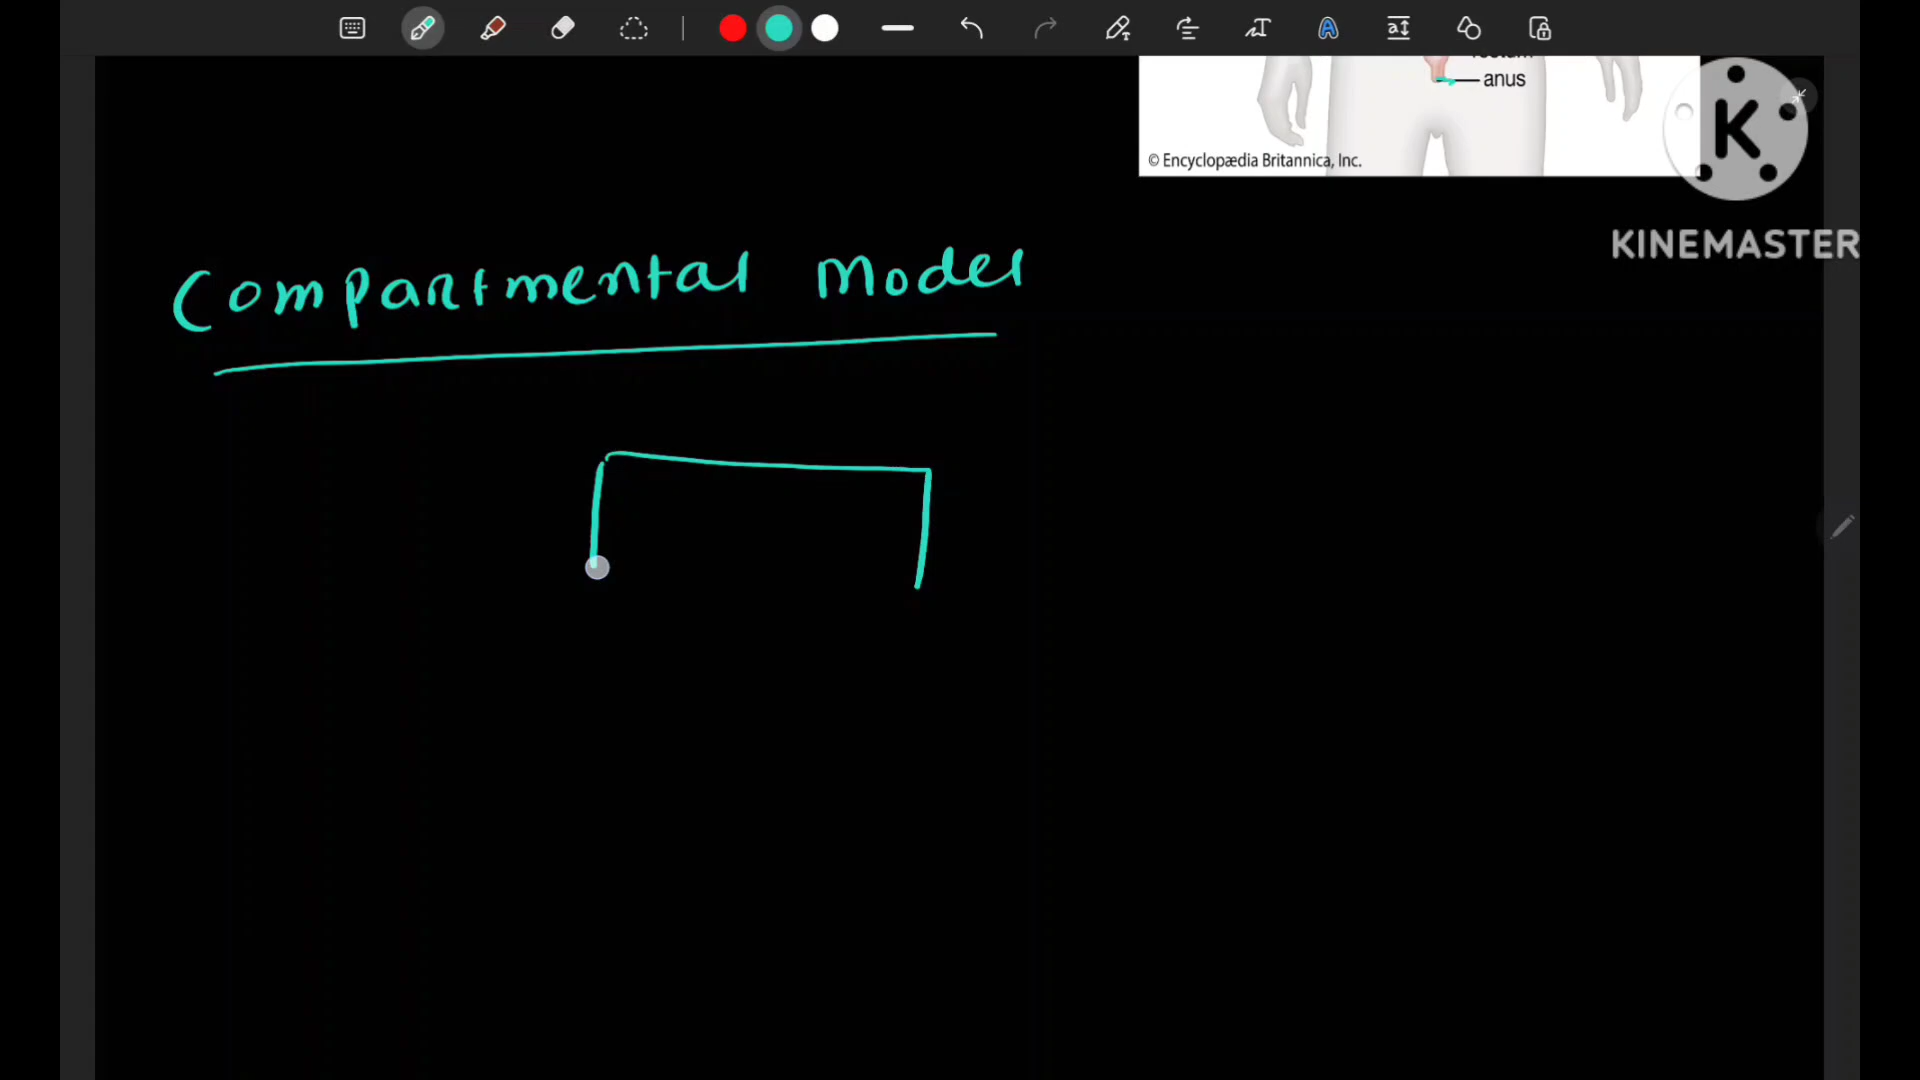 anus
© Encyclopædia Britannica, Inc.
K
KINEMASTER
Compartmental Model